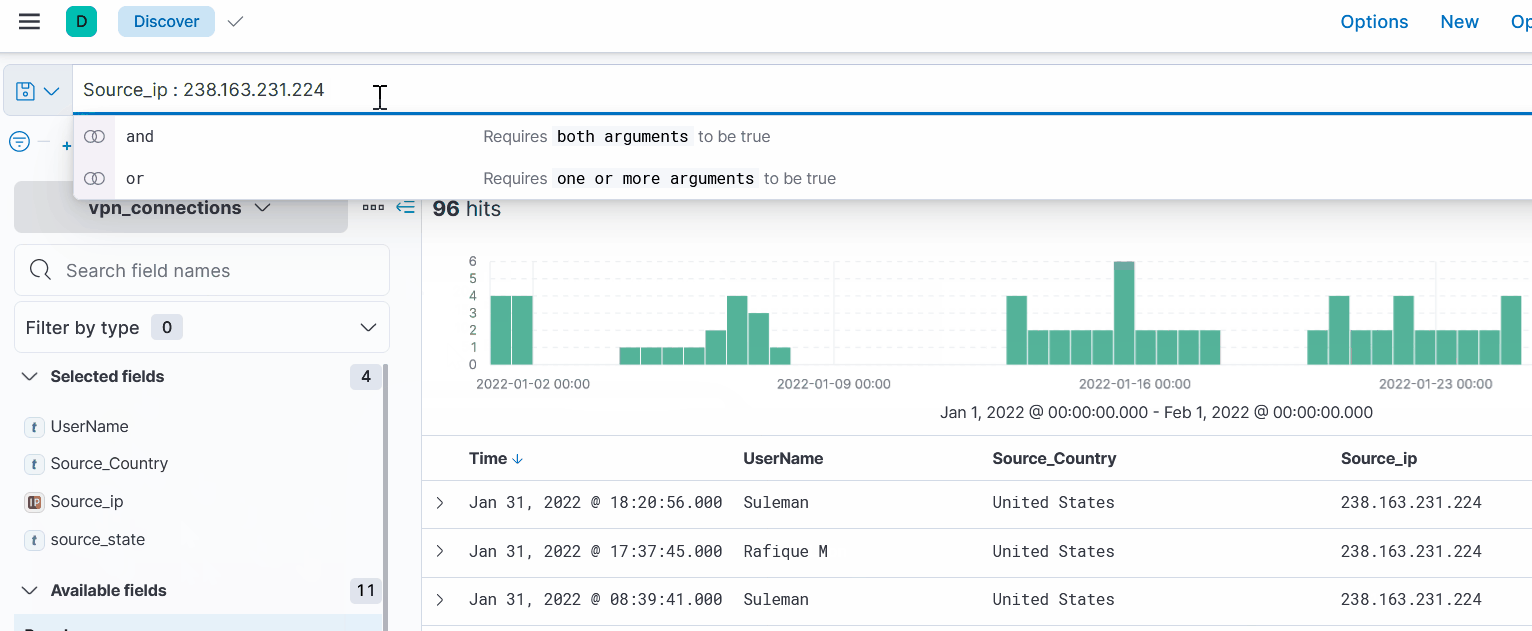 D Discover Options New Op
Source_ip : 238.163.231.224
and Requires both arguments to be true
or Requires one or more arguments to be true
vpn_connections
96 hits
Search field names
Filter by type 0
Selected fields 4
t UserName
t Source_Country
IP Source_ip
t source_state
Available fields 11
6
5
4
3
2
1
0
2022-01-02 00:00 2022-01-09 00:00 2022-01-16 00:00 2022-01-23 00:00
Jan 1, 2022 @ 00:00:00.000 - Feb 1, 2022 @ 00:00:00.000
Time UserName Source_Country Source_ip
Jan 31, 2022 @ 18:20:56.000 Suleman United States 238.163.231.224
Jan 31, 2022 @ 17:37:45.000 Rafique M United States 238.163.231.224
Jan 31, 2022 @ 08:39:41.000 Suleman United States 238.163.231.224